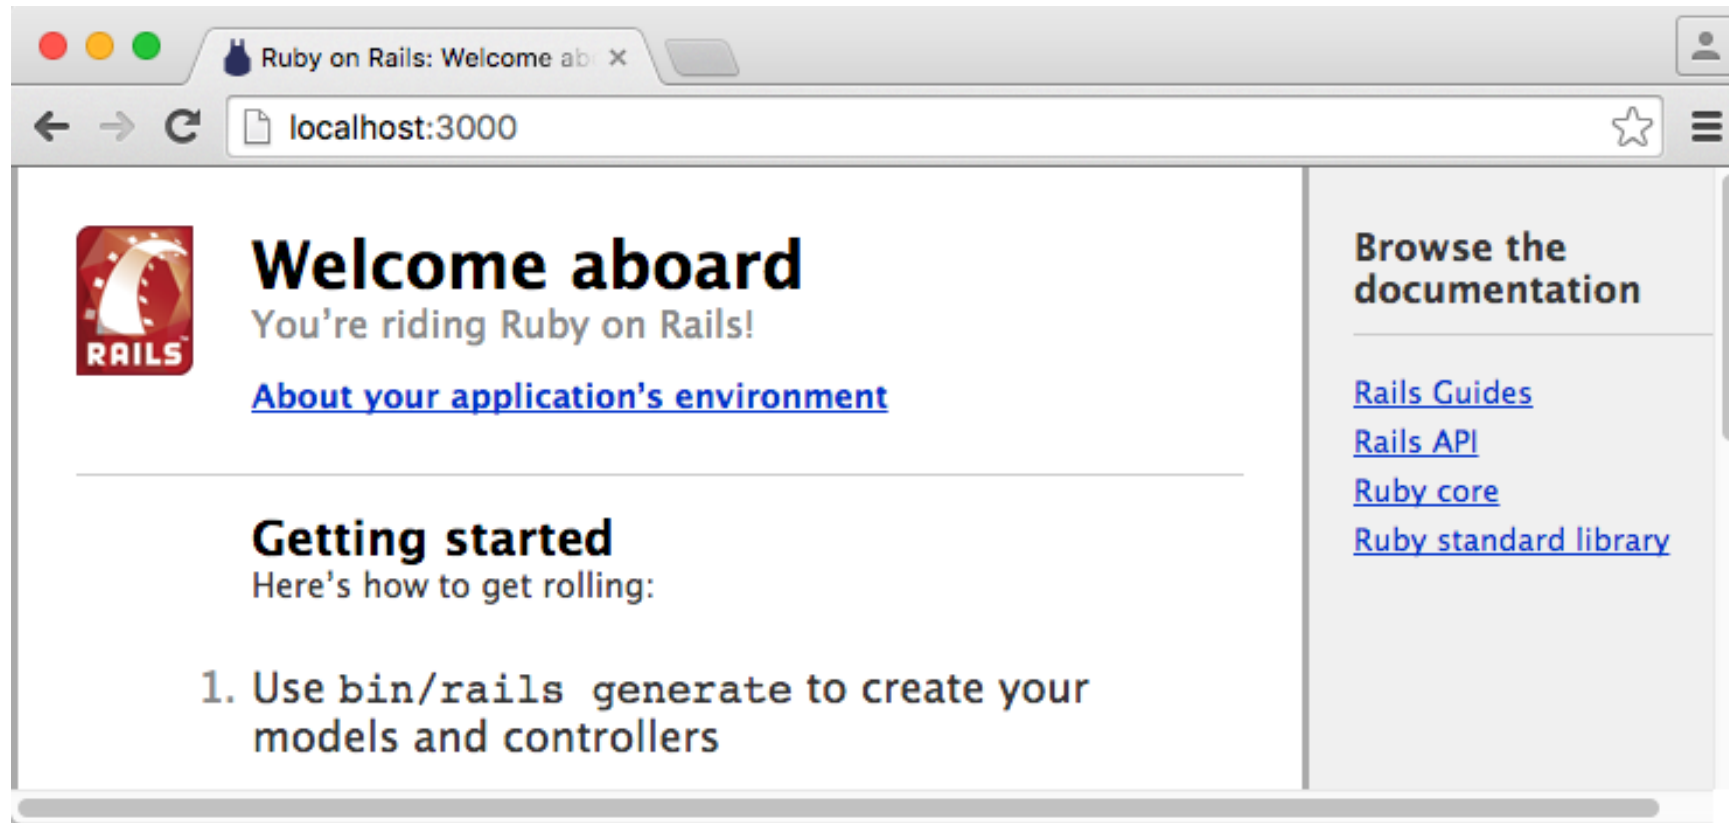 Ruby on Rails: Welcome ab
localhost:3000
RAILS
Welcome aboard
You’re riding Ruby on Rails!
About your application’s environment
Getting started
Here’s how to get rolling:
1. Use bin/rails generate to create your
models and controllers
Browse the
documentation
Rails Guides
Rails API
Ruby core
Ruby standard library